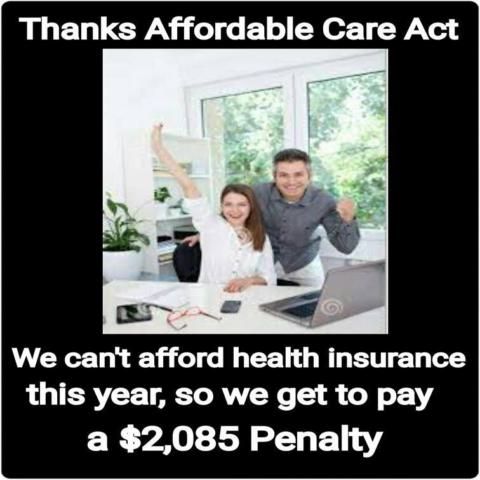 Thanks Affordable Care Act
We can't afford health insurance
this year, so we get to pay
a $2,085 Penalty